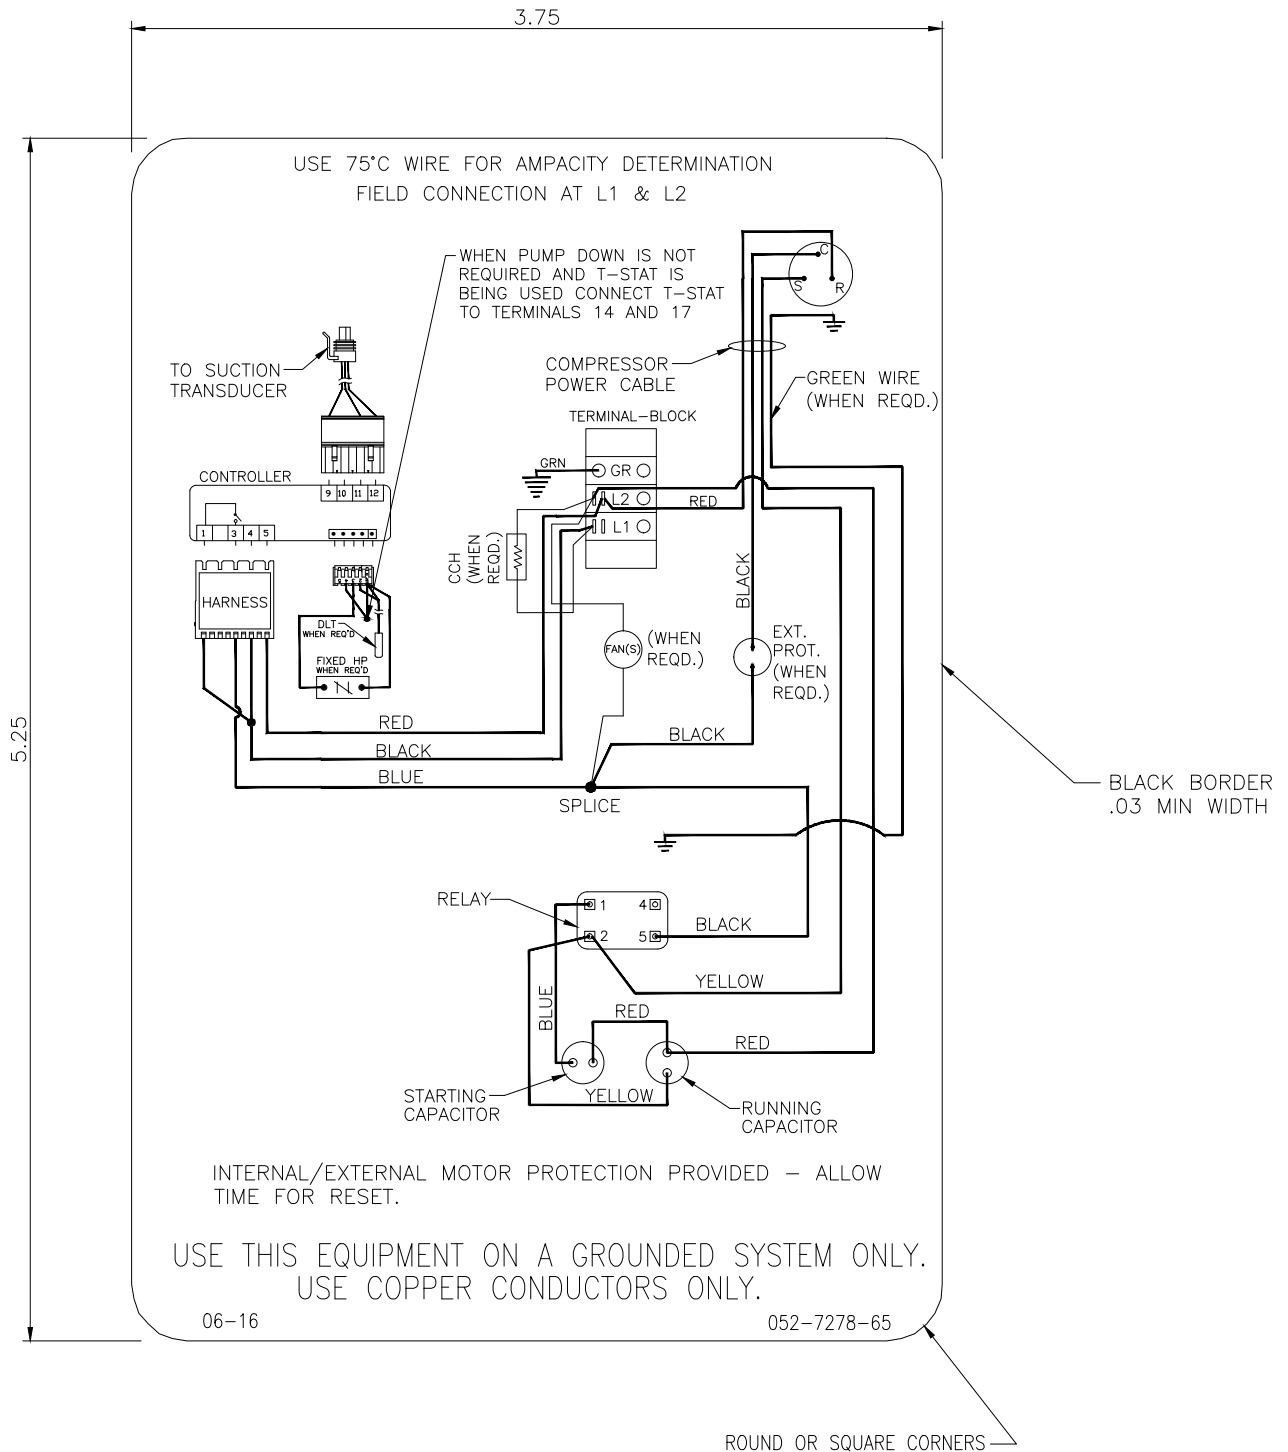 3.75
USE 75°C WIRE FOR AMPACITY DETERMINATION
FIELD CONNECTION AT L1 & L2
WHEN PUMP DOWN IS NOT
REQUIRED AND T-STAT IS
BEING USED CONNECT T-STAT
TO TERMINALS 14 AND 17
C
S
R
TO SUCTION
TRANSDUCER
COMPRESSOR
POWER CABLE
GREEN WIRE
(WHEN REQD.)
TERMINAL-BLOCK
GRN
GR
L2
L1
RED
CONTROLLER
9 10 11 12
1 3 4 5
CCH
(WHEN
REQD.)
BLACK
HARNESS
DLT
WHEN REQ'D
FIXED HP
WHEN REQ'D
FAN(S)
(WHEN
REQD.)
EXT.
PROT.
(WHEN
REQD.)
RED
BLACK
BLACK
BLUE
SPLICE
5.25
BLACK BORDER
.03 MIN WIDTH
RELAY
1 4
2 5
BLACK
YELLOW
BLUE
RED
RED
STARTING
CAPACITOR
YELLOW
RUNNING
CAPACITOR
INTERNAL/EXTERNAL MOTOR PROTECTION PROVIDED - ALLOW
TIME FOR RESET.
USE THIS EQUIPMENT ON A GROUNDED SYSTEM ONLY.
USE COPPER CONDUCTORS ONLY.
06-16
052-7278-65
ROUND OR SQUARE CORNERS